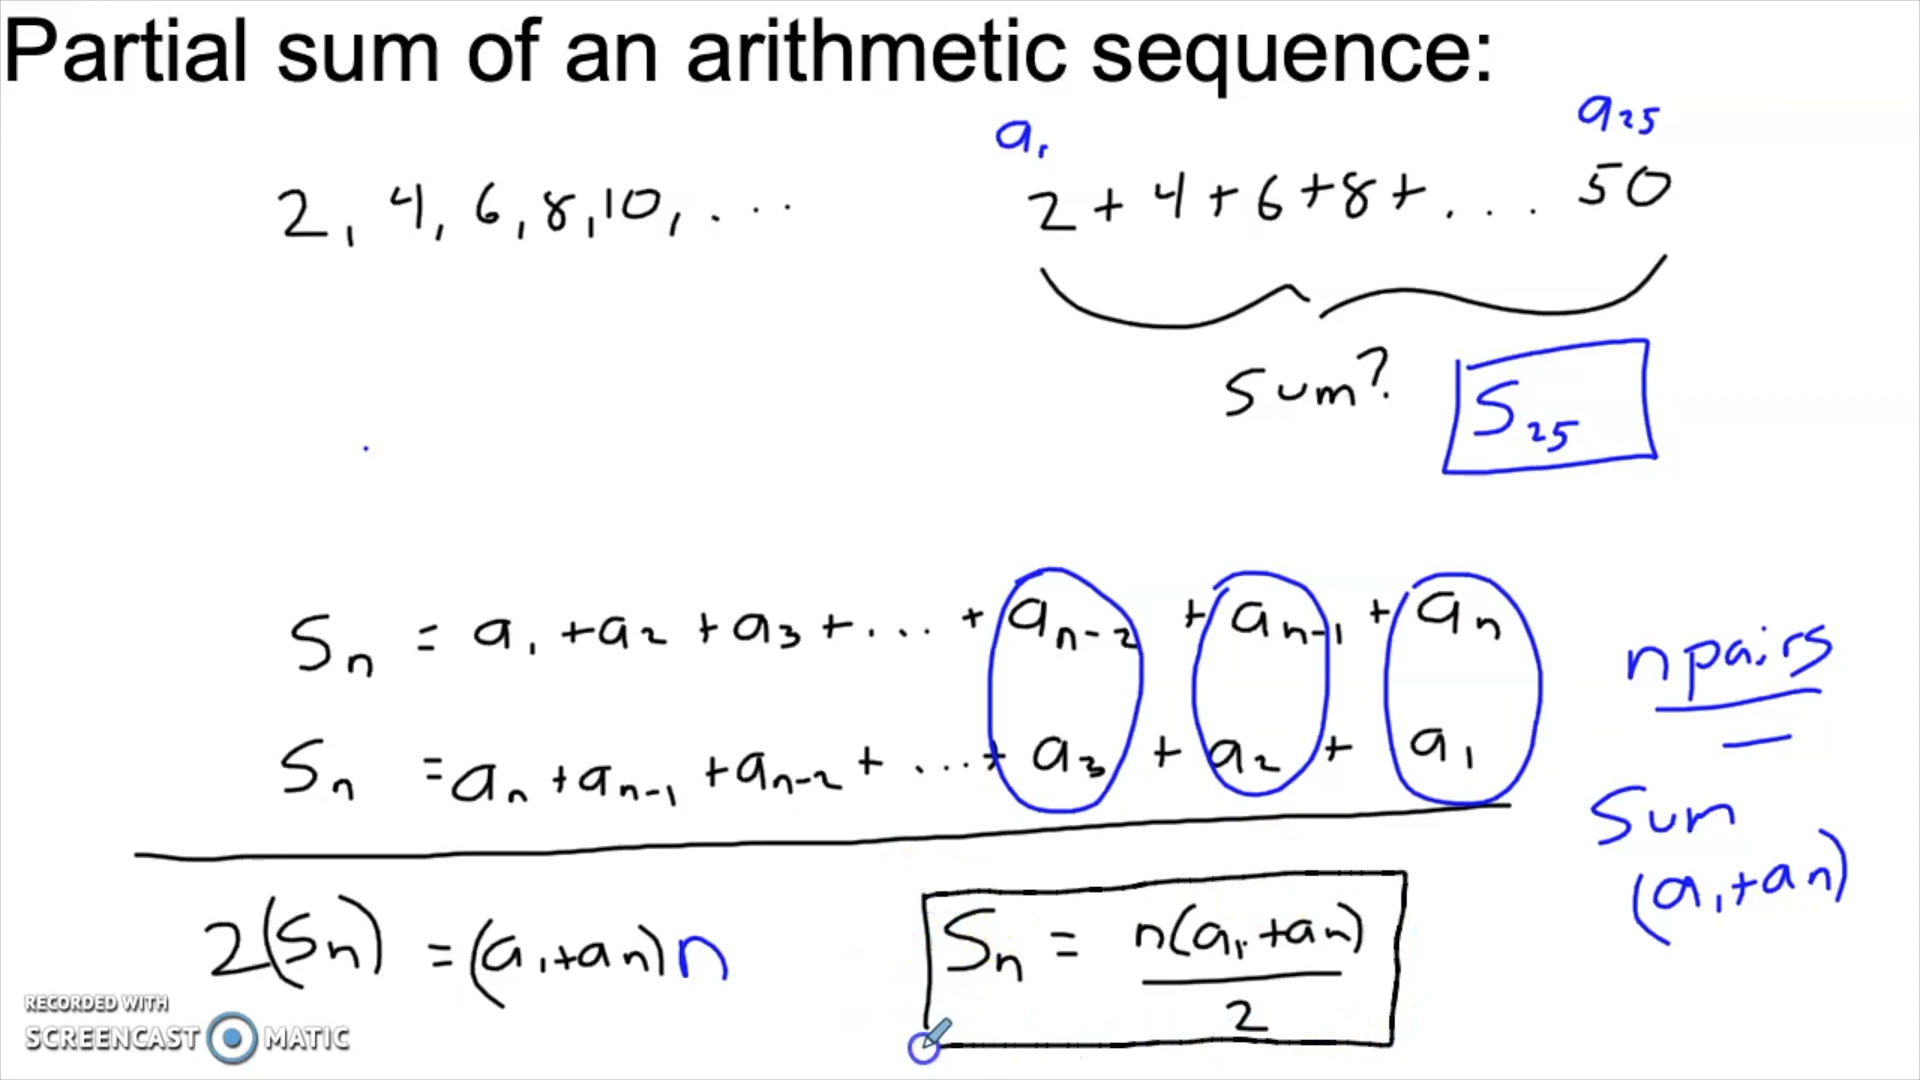 Partial sum of an arithmetic sequence:
a₁ a₂₅
2, 4, 6, 8, 10, ... 2 + 4 + 6 + 8 + ... 50
Sum? S₂₅
Sₙ = a₁ + a₂ + a₃ + ... + aₙ₋₂ + aₙ₋₁ + aₙ
n pairs
Sₙ = aₙ + aₙ₋₁ + aₙ₋₂ + ... + a₃ + a₂ + a₁
Sum
(a₁ + aₙ)
2(Sₙ) = (a₁ + aₙ)n
Sₙ = n(a₁ + aₙ)
2
RECORDED WITH
SCREENCAST MATIC